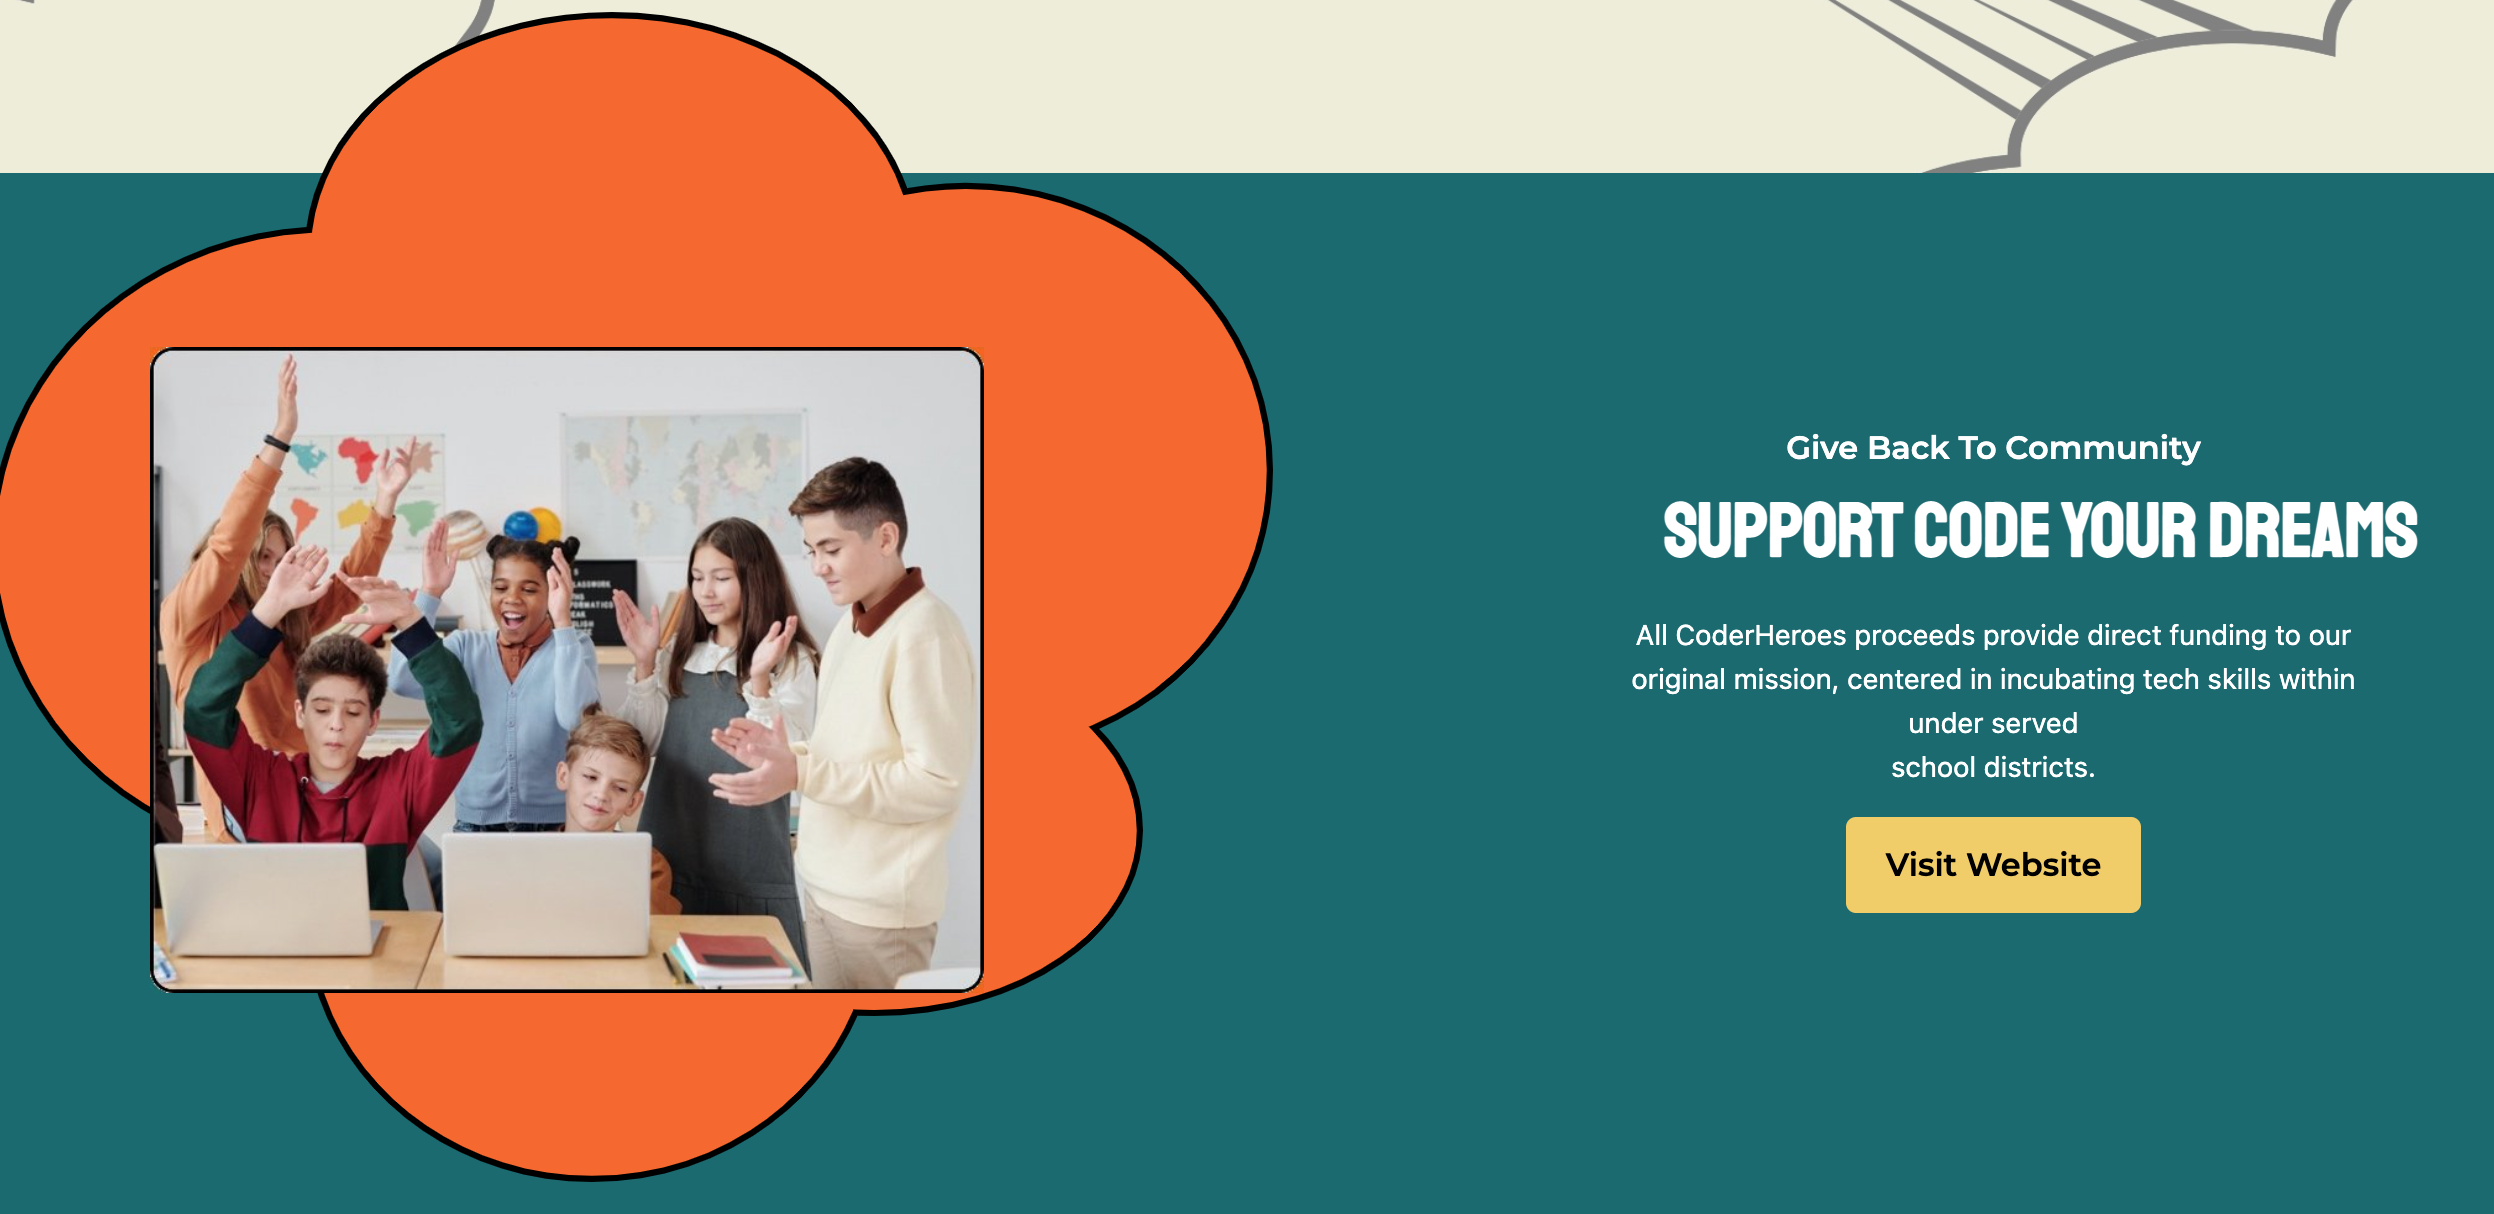 Give Back To Community
SUPPORT CODE YOUR DREAMS
All CoderHeroes proceeds provide direct funding to our
original mission, centered in incubating tech skills within
under served
school districts.
Visit Website